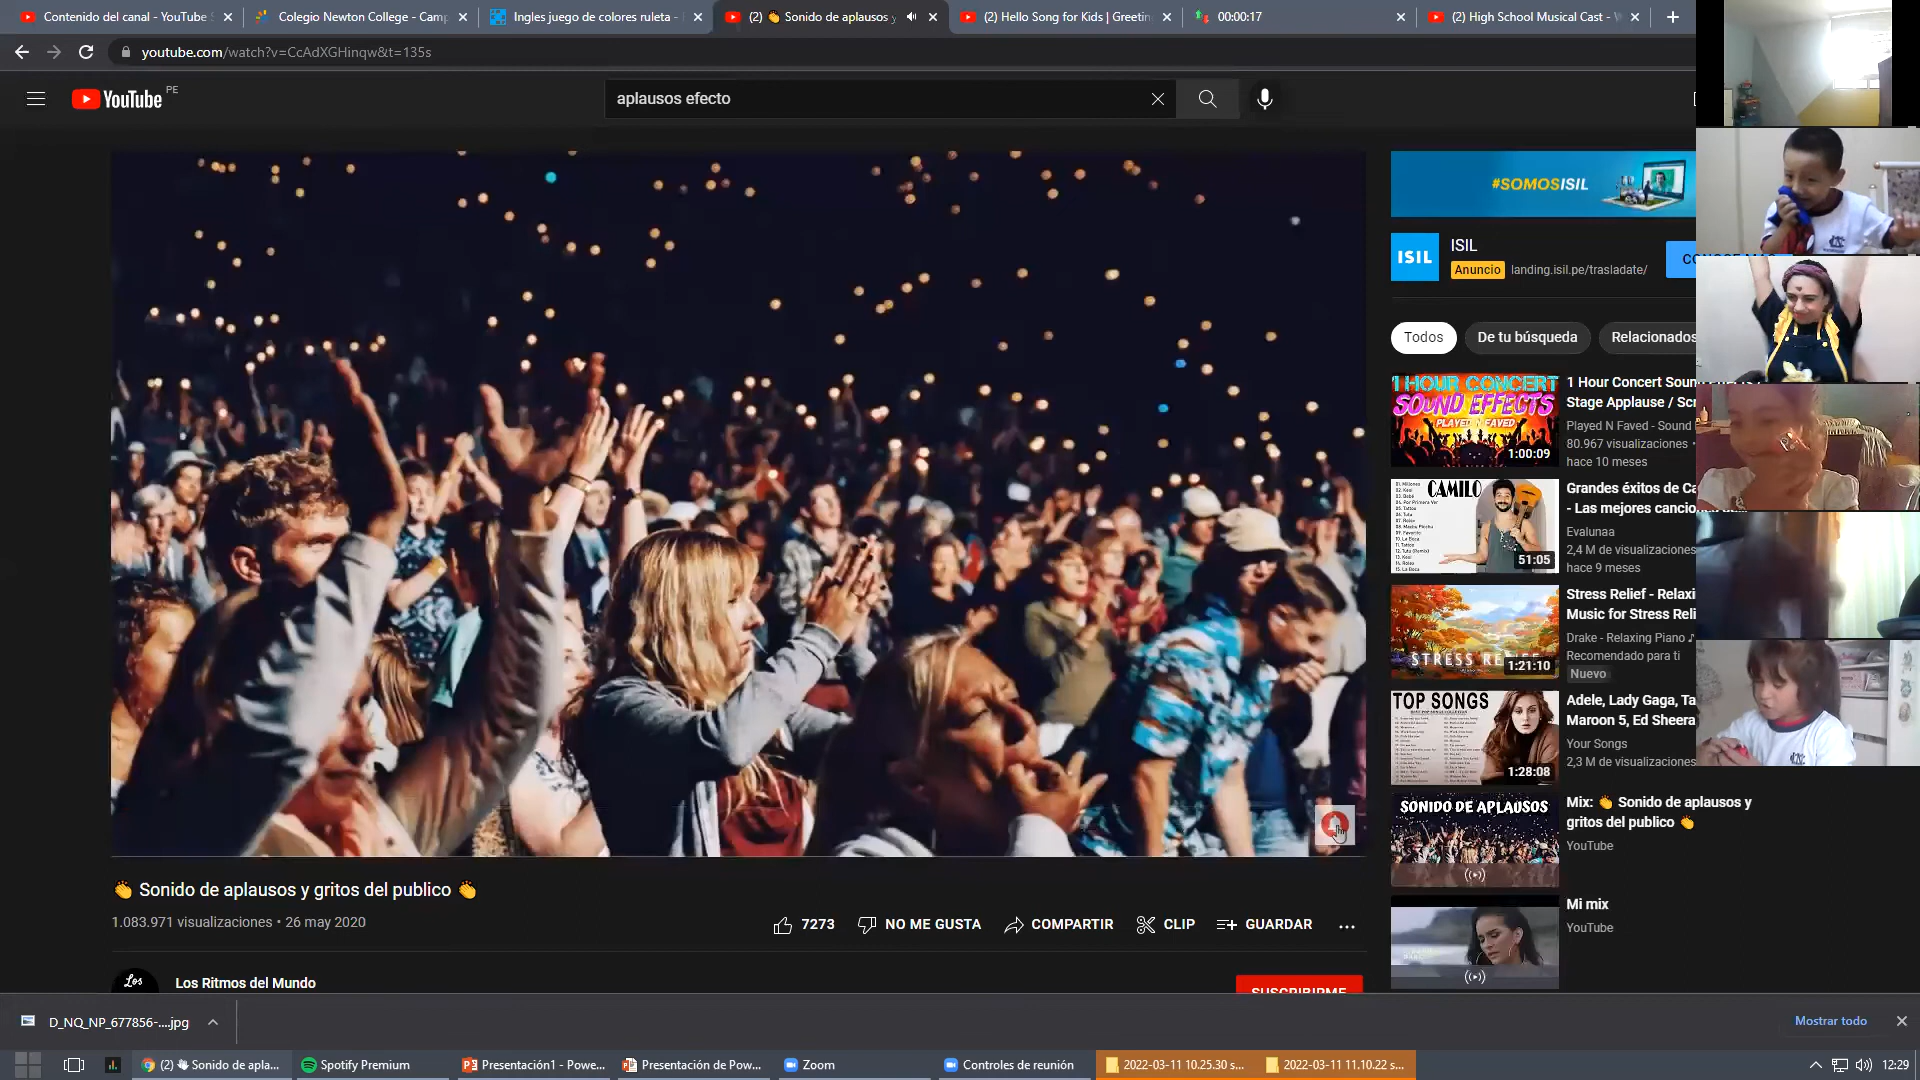 Contenido del canal - YouTube S
Colegio Newton College - Camp
Ingles juego de colores ruleta -
(2) 👏 Sonido de aplausos y
(2) Hello Song for Kids | Greetin
00:00:17
(2) High School Musical Cast - W
youtube.com/watch?v=CcAdXGHinqw&t=135s
YouTube PE
aplausos efecto
#SOMOSISIL
ISIL
ISIL
Anuncio landing.isil.pe/trasladate/
Todos
De tu búsqueda
Relacionados
1 HOUR CONCERT
SOUND EFFECTS
PLAYED N FAVED
1:00:09
1 Hour Concert Sound Effects /
Stage Applause / Scr
Played N Faved - Sound
80.967 visualizaciones •
hace 10 meses
CAMILO
51:05
Grandes éxitos de Ca
- Las mejores cancio
Evalunaa
2,4 M de visualizaciones
hace 9 meses
STRESS RE
1:21:10
Stress Relief - Relaxi
Music for Stress Reli
Drake - Relaxing Piano ♪
Recomendado para ti
Nuevo
TOP SONGS
1:28:08
Adele, Lady Gaga, Ta
Maroon 5, Ed Sheera
Your Songs
2,3 M de visualizaciones
SONIDO DE APLAUSOS
Mix: 👏 Sonido de aplausos y
gritos del publico 👏
YouTube
Mi mix
YouTube
👏 Sonido de aplausos y gritos del publico 👏
1.083.971 visualizaciones • 26 may 2020
7273
NO ME GUSTA
COMPARTIR
CLIP
GUARDAR
Los
Los Ritmos del Mundo
SUSCRIBIRME
D_NQ_NP_677856-....jpg
Mostrar todo
(2) 👏 Sonido de apla...
Spotify Premium
Presentación1 - Powe...
Presentación de Pow...
Zoom
Controles de reunión
2022-03-11 10.25.30 s...
2022-03-11 11.10.22 s...
12:29